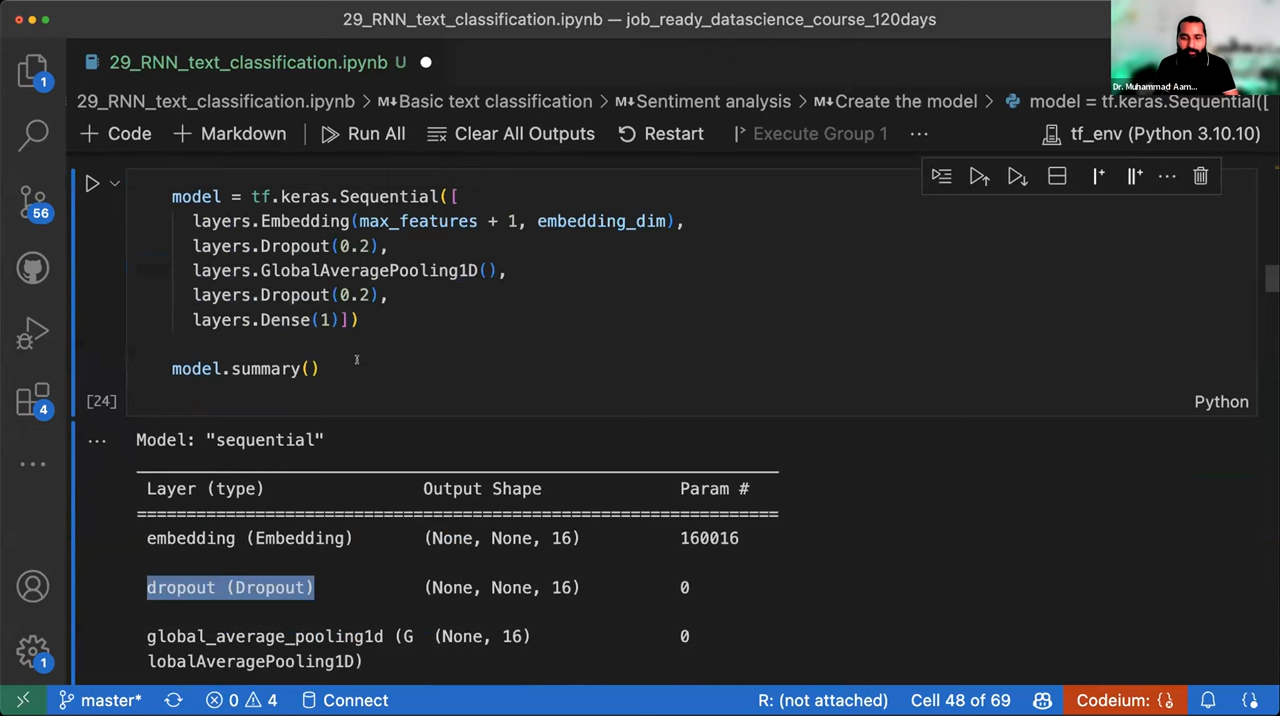 29_RNN_text_classification.ipynb — job_ready_datascience_course_120days
29_RNN_text_classification.ipynb U
Dr. Muhammad Aam...
29_RNN_text_classification.ipynb > M↓Basic text classification > M↓Sentiment analysis > M↓Create the model > model = tf.keras.Sequential([
+ Code + Markdown Run All Clear All Outputs Restart Execute Group 1 ... tf_env (Python 3.10.10)
model = tf.keras.Sequential([
layers.Embedding(max_features + 1, embedding_dim),
layers.Dropout(0.2),
layers.GlobalAveragePooling1D(),
layers.Dropout(0.2),
layers.Dense(1)])
model.summary()
[24]
Python
Model: "sequential"
Layer (type) Output Shape Param #
=================================================================
embedding (Embedding) (None, None, 16) 160016
dropout (Dropout) (None, None, 16) 0
global_average_pooling1d (G (None, 16) 0
lobalAveragePooling1D)
1
56
4
1
master* 0 4 Connect R: (not attached) Cell 48 of 69 Codeium: {}